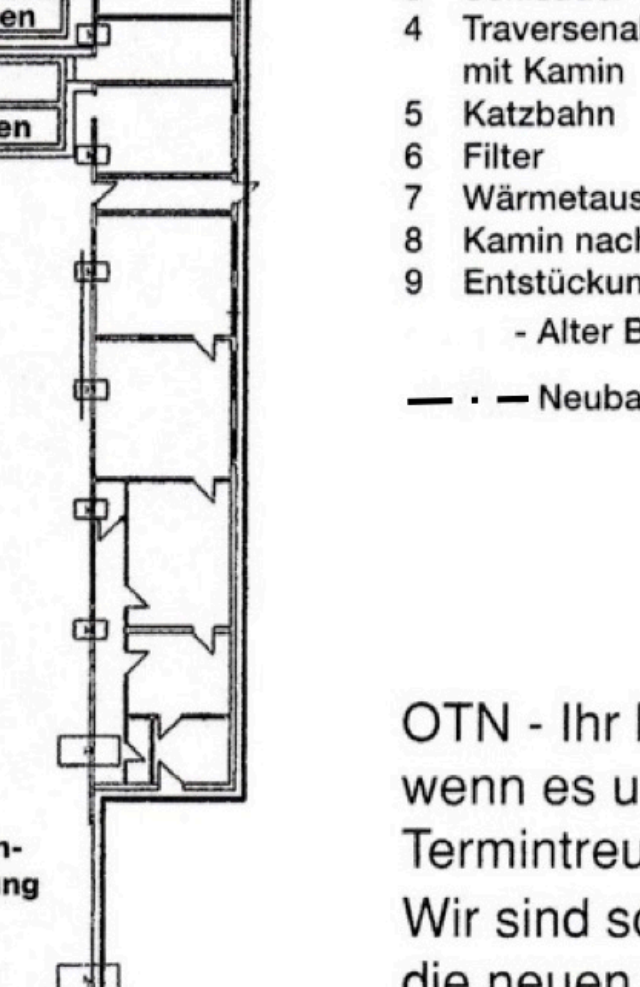 en
en
4 Traversena
mit Kamin
5 Katzbahn
6 Filter
7 Wärmetaus
8 Kamin nach
9 Entstückun
- Alter B
Neuba
OTN - Ihr
wenn es u
Termintreu
Wir sind so
die neuen
n-
ng